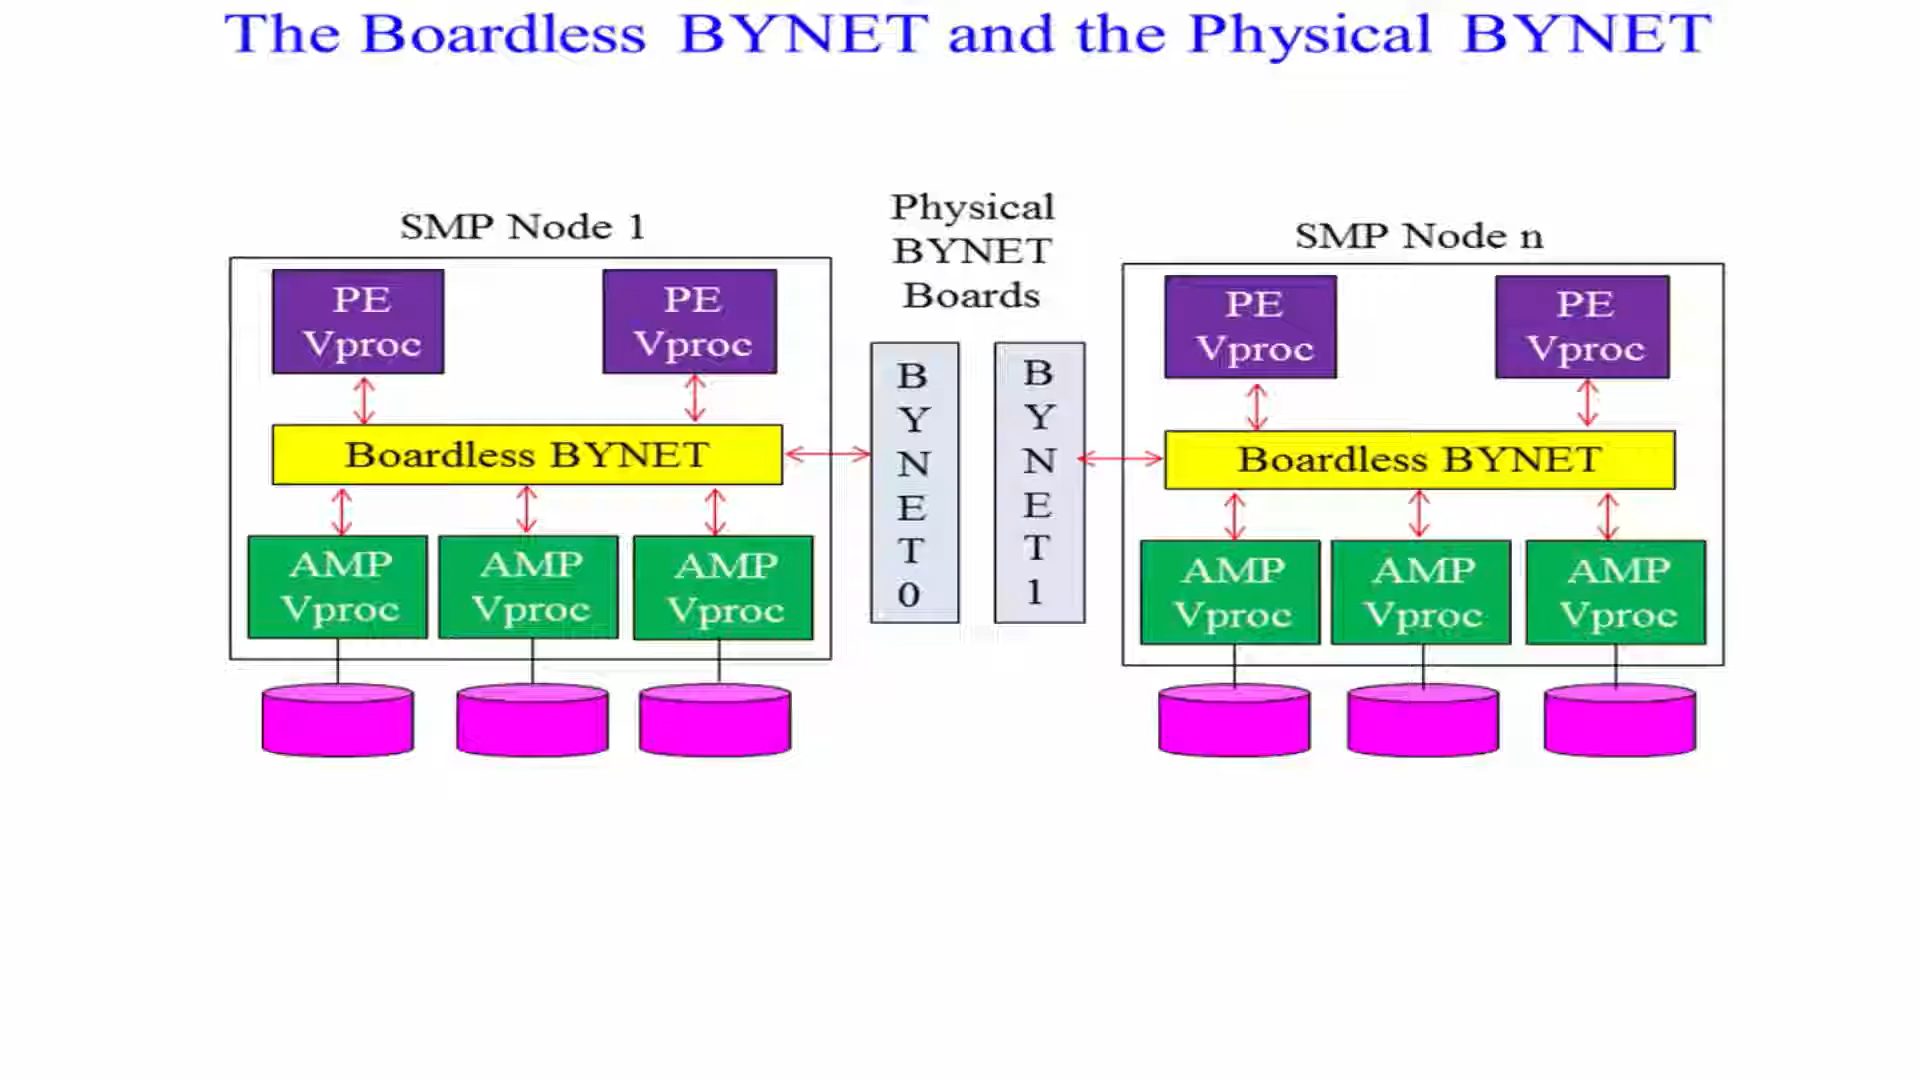 The Boardless BYNET and the Physical BYNET
SMP Node 1
PE
Vproc
PE
Vproc
Boardless BYNET
AMP
Vproc
AMP
Vproc
AMP
Vproc
Physical
BYNET
Boards
B
Y
N
E
T
0
B
Y
N
E
T
1
SMP Node n
PE
Vproc
PE
Vproc
Boardless BYNET
AMP
Vproc
AMP
Vproc
AMP
Vproc